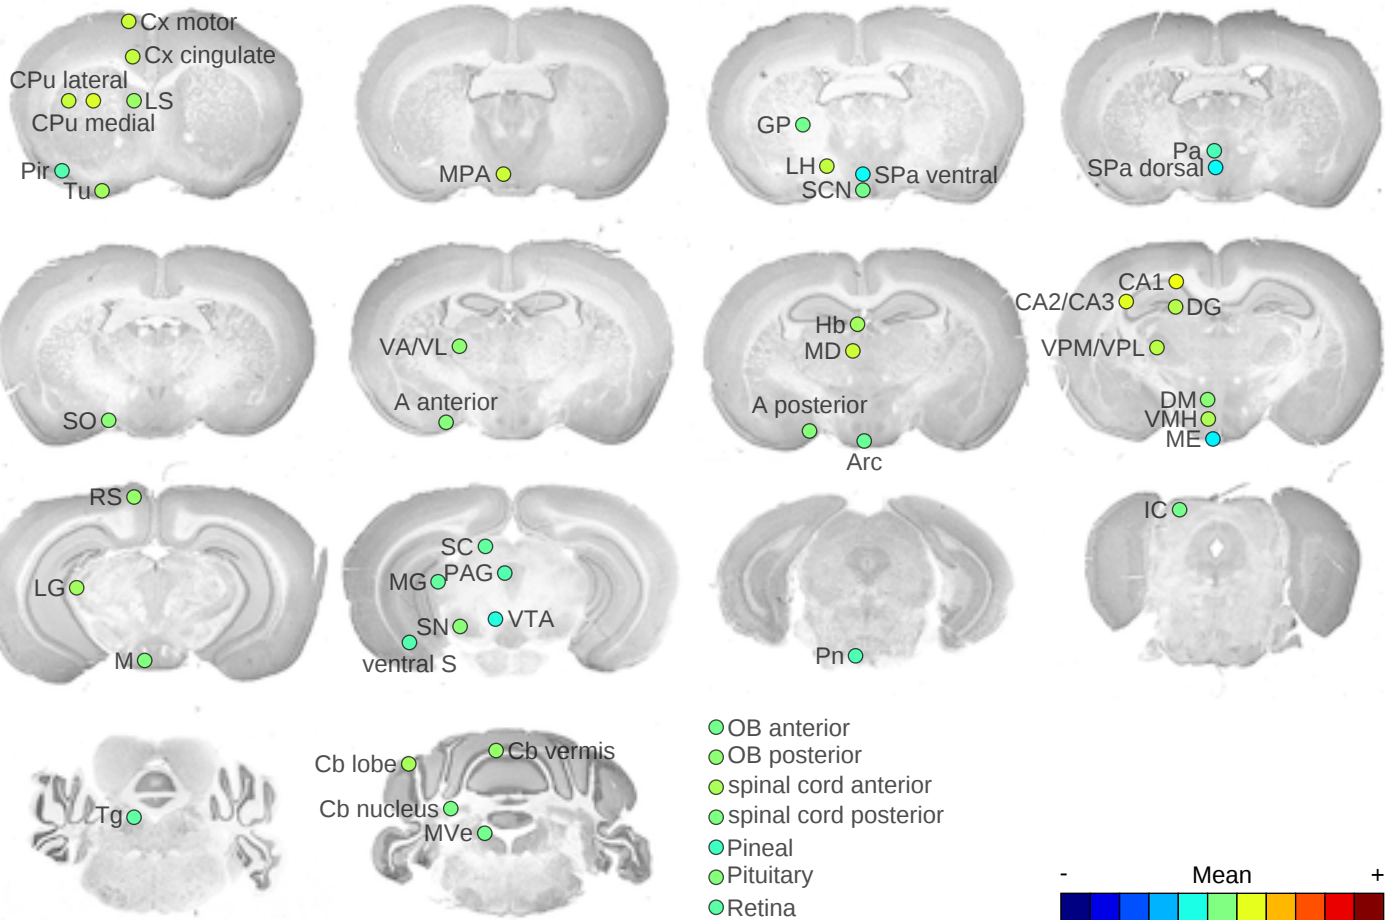 Cx motor
Cx cingulate
CPu lateral
LS
CPu medial
Pir
Tu
MPA
GP
LH
SPa ventral
SCN
Pa
SPa dorsal
SO
VA/VL
A anterior
Hb
MD
A posterior
Arc
CA1
CA2/CA3
DG
VPM/VPL
DM
VMH
ME
RS
LG
M
SC
MG
PAG
SN
VTA
ventral S
Pn
IC
Tg
Cb lobe
Cb vermis
Cb nucleus
MVe
OB anterior
OB posterior
spinal cord anterior
spinal cord posterior
Pineal
Pituitary
Retina
- Mean +